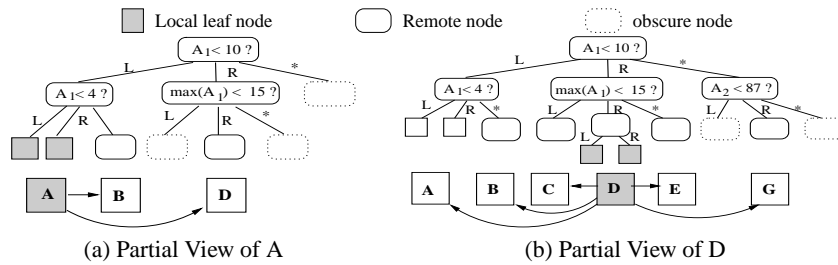 Local leaf node Remote node obscure node
A1< 10 ?
L R *
A1< 4 ? max(A1) < 15 ?
L R L R *
A B D
(a) Partial View of A
A1< 10 ?
L R *
A1< 4 ? max(A1) < 15 ? A2 < 87 ?
L R * L R * L R *
L R
A B C D E G
(b) Partial View of D